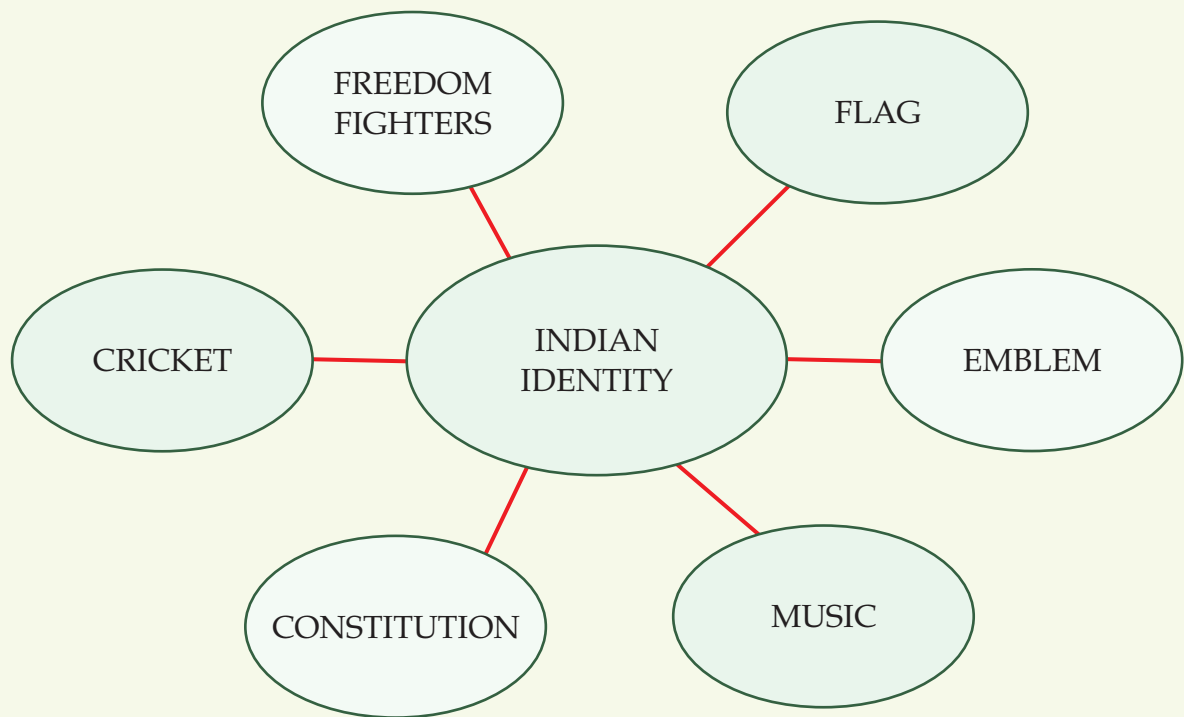 FREEDOM
FIGHTERS
FLAG
CRICKET
INDIAN
IDENTITY
EMBLEM
CONSTITUTION
MUSIC